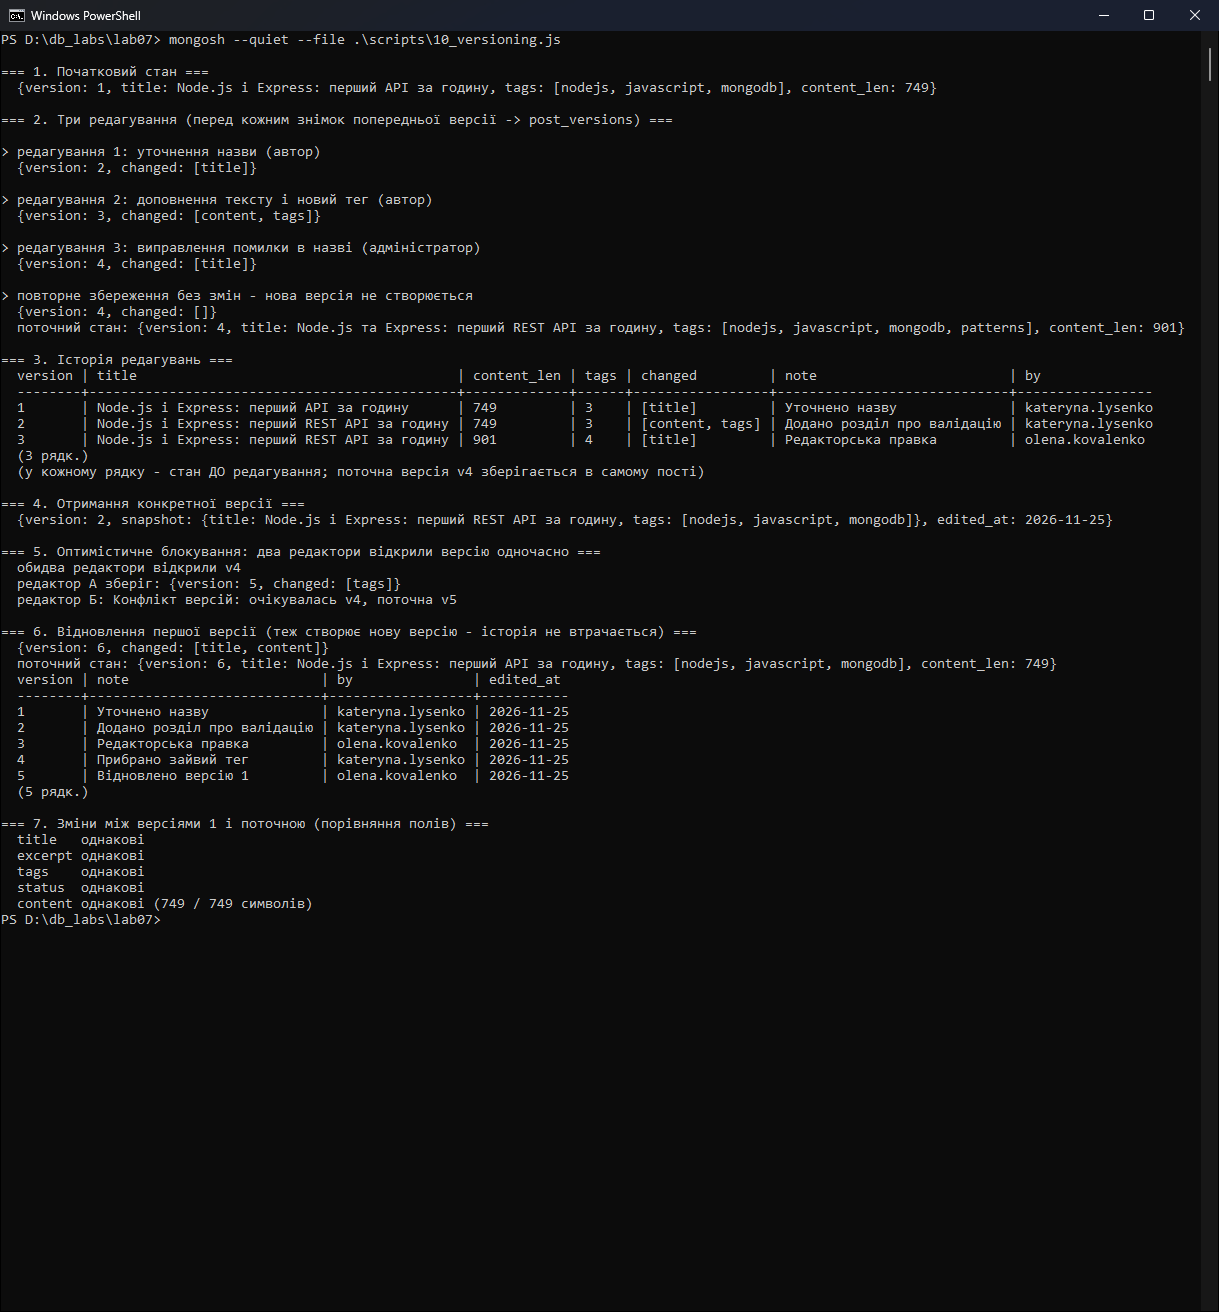 Windows PowerShell
PS D:\db_labs\lab07> mongosh --quiet --file .\scripts\10_versioning.js
=== 1. Початковий стан ===
{version: 1, title: Node.js і Express: перший API за годину, tags: [nodejs, javascript, mongodb], content_len: 749}
=== 2. Три редагування (перед кожним знімок попередньої версії -> post_versions) ===
> редагування 1: уточнення назви (автор)
{version: 2, changed: [title]}
> редагування 2: доповнення тексту і новий тег (автор)
{version: 3, changed: [content, tags]}
> редагування 3: виправлення помилки в назві (адміністратор)
{version: 4, changed: [title]}
> повторне збереження без змін - нова версія не створюється
{version: 4, changed: []}
поточний стан: {version: 4, title: Node.js та Express: перший REST API за годину, tags: [nodejs, javascript, mongodb, patterns], content_len: 901}
=== 3. Історія редагувань ===
version | title                                       | content_len | tags | changed         | note                      | by
--------+---------------------------------------------+-------------+------+-----------------+---------------------------+-----------------
1       | Node.js і Express: перший API за годину      | 749         | 3    | [title]         | Уточнено назву            | kateryna.lysenko
2       | Node.js і Express: перший REST API за годину | 749         | 3    | [content, tags] | Додано розділ про валідацію | kateryna.lysenko
3       | Node.js і Express: перший REST API за годину | 901         | 4    | [title]         | Редакторська правка       | olena.kovalenko
(3 рядк.)
(у кожному рядку - стан ДО редагування; поточна версія v4 зберігається в самому пості)
=== 4. Отримання конкретної версії ===
{version: 2, snapshot: {title: Node.js і Express: перший REST API за годину, tags: [nodejs, javascript, mongodb]}, edited_at: 2026-11-25}
=== 5. Оптимістичне блокування: два редактори відкрили версію одночасно ===
обидва редактори відкрили v4
редактор А зберіг: {version: 5, changed: [tags]}
редактор Б: Конфлікт версій: очікувалась v4, поточна v5
=== 6. Відновлення першої версії (теж створює нову версію - історія не втрачається) ===
{version: 6, changed: [title, content]}
поточний стан: {version: 6, title: Node.js і Express: перший API за годину, tags: [nodejs, javascript, mongodb], content_len: 749}
version | note                        | by               | edited_at
--------+-----------------------------+------------------+-----------
1       | Уточнено назву              | kateryna.lysenko | 2026-11-25
2       | Додано розділ про валідацію | kateryna.lysenko | 2026-11-25
3       | Редакторська правка         | olena.kovalenko  | 2026-11-25
4       | Прибрано зайвий тег         | kateryna.lysenko | 2026-11-25
5       | Відновлено версію 1         | olena.kovalenko  | 2026-11-25
(5 рядк.)
=== 7. Зміни між версіями 1 і поточною (порівняння полів) ===
title   однакові
excerpt однакові
tags    однакові
status  однакові
content однакові (749 / 749 символів)
PS D:\db_labs\lab07>